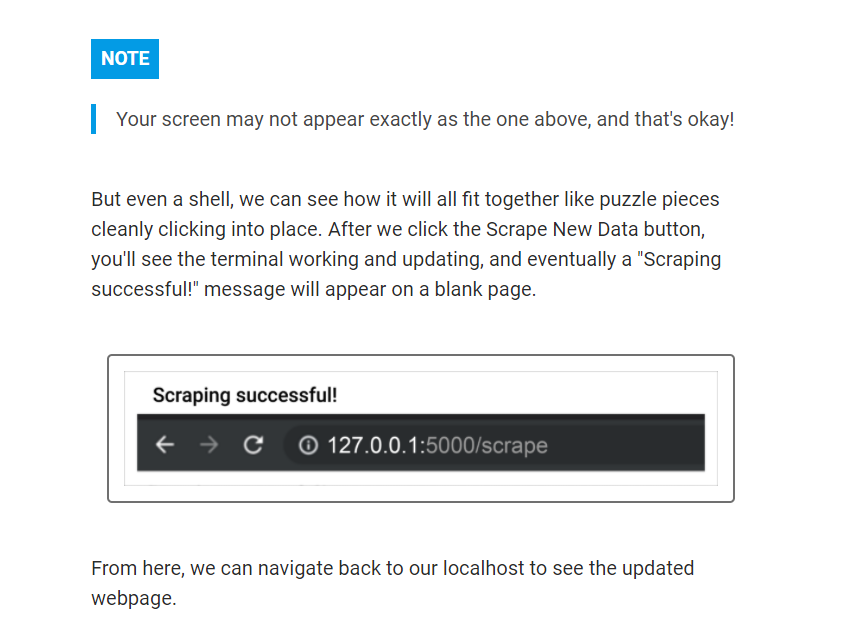 NOTE
Your screen may not appear exactly as the one above, and that's okay!
But even a shell, we can see how it will all fit together like puzzle pieces
cleanly clicking into place. After we click the Scrape New Data button,
you'll see the terminal working and updating, and eventually a "Scraping
successful!" message will appear on a blank page.
Scraping successful!
127.0.0.1:5000/scrape
From here, we can navigate back to our localhost to see the updated
webpage.